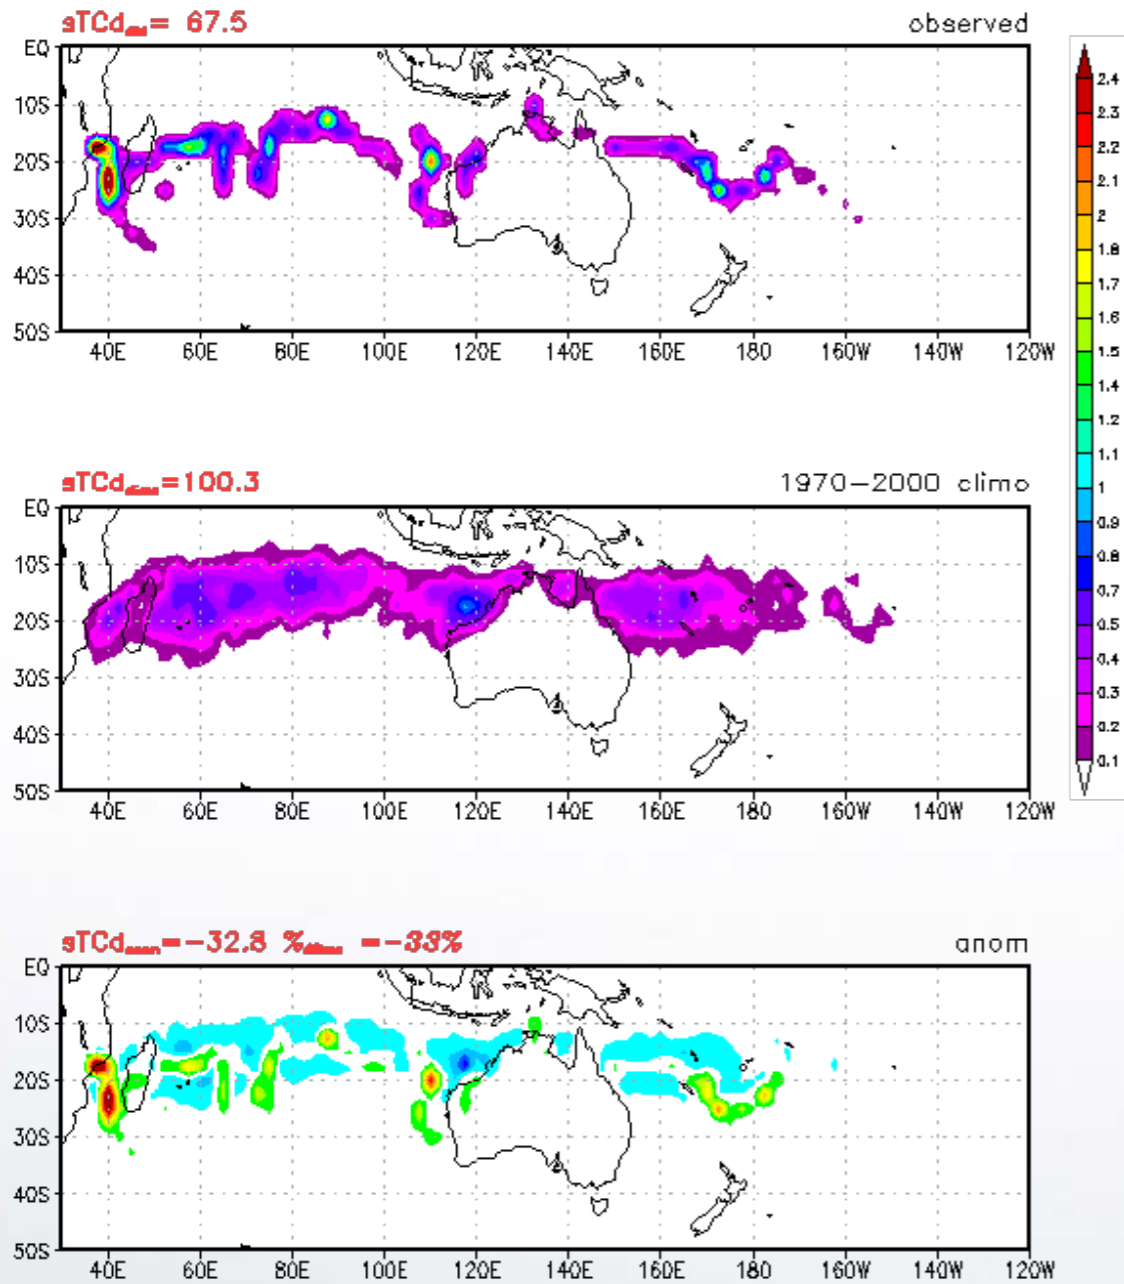 sTCd = 67.5 observed
EQ
10S
20S
30S
40S
50S
40E 60E 80E 100E 120E 140E 160E 180 160W 140W 120W
2.4
2.3
2.2
2.1
2
1.8
1.7
1.6
1.5
1.4
1.2
1.1
1
0.9
0.8
0.7
0.5
0.4
0.3
0.2
0.1
sTCd =100.3 1970-2000 climo
EQ
10S
20S
30S
40S
50S
40E 60E 80E 100E 120E 140E 160E 180 160W 140W 120W
sTCd =-32.8 % =-33% anom
EQ
10S
20S
30S
40S
50S
40E 60E 80E 100E 120E 140E 160E 180 160W 140W 120W